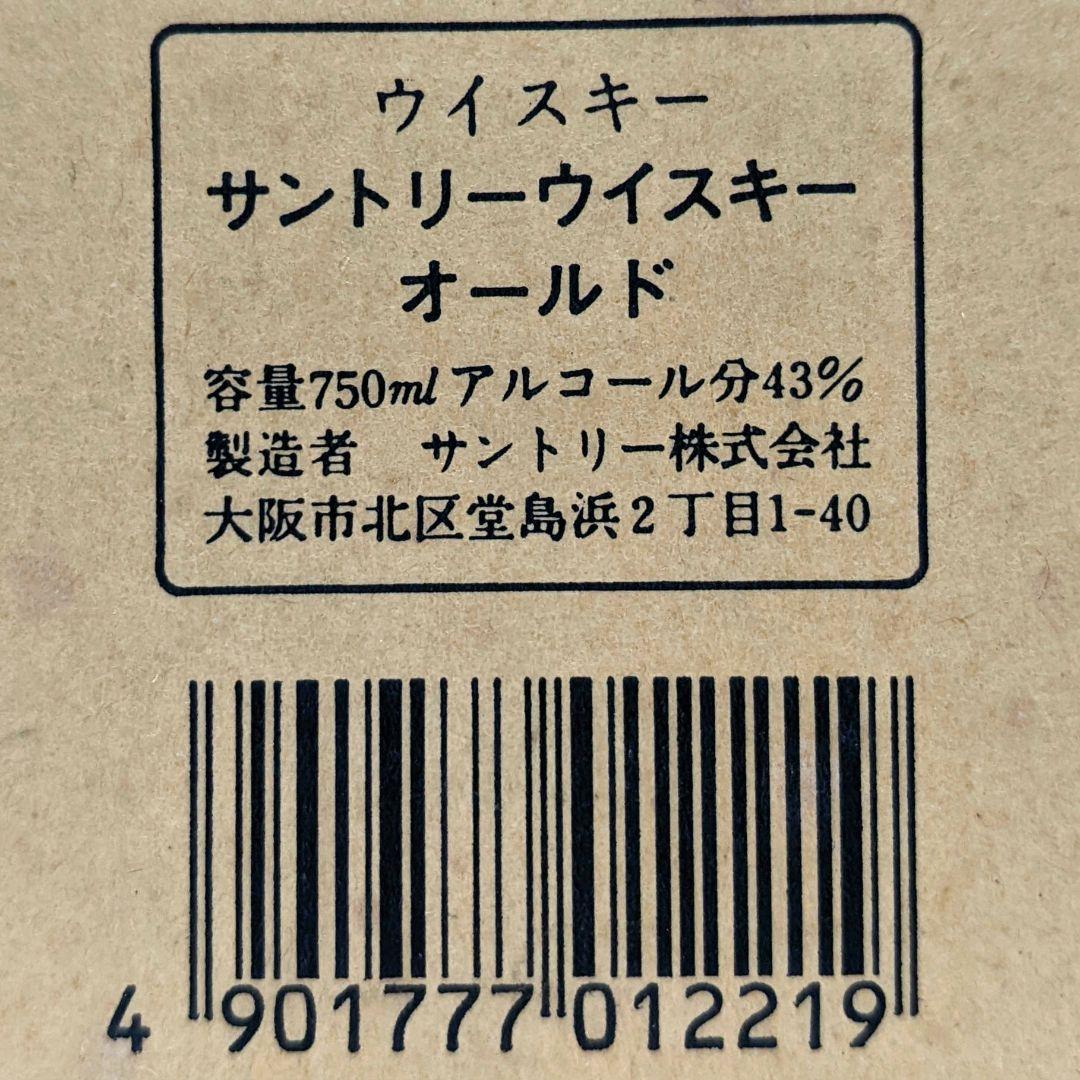 ウイスキー
サントリーウイスキー
オールド
容量750mlアルコール分43%
製造者　サントリー株式会社
大阪市北区堂島浜2丁目1-40
4 901777 012219